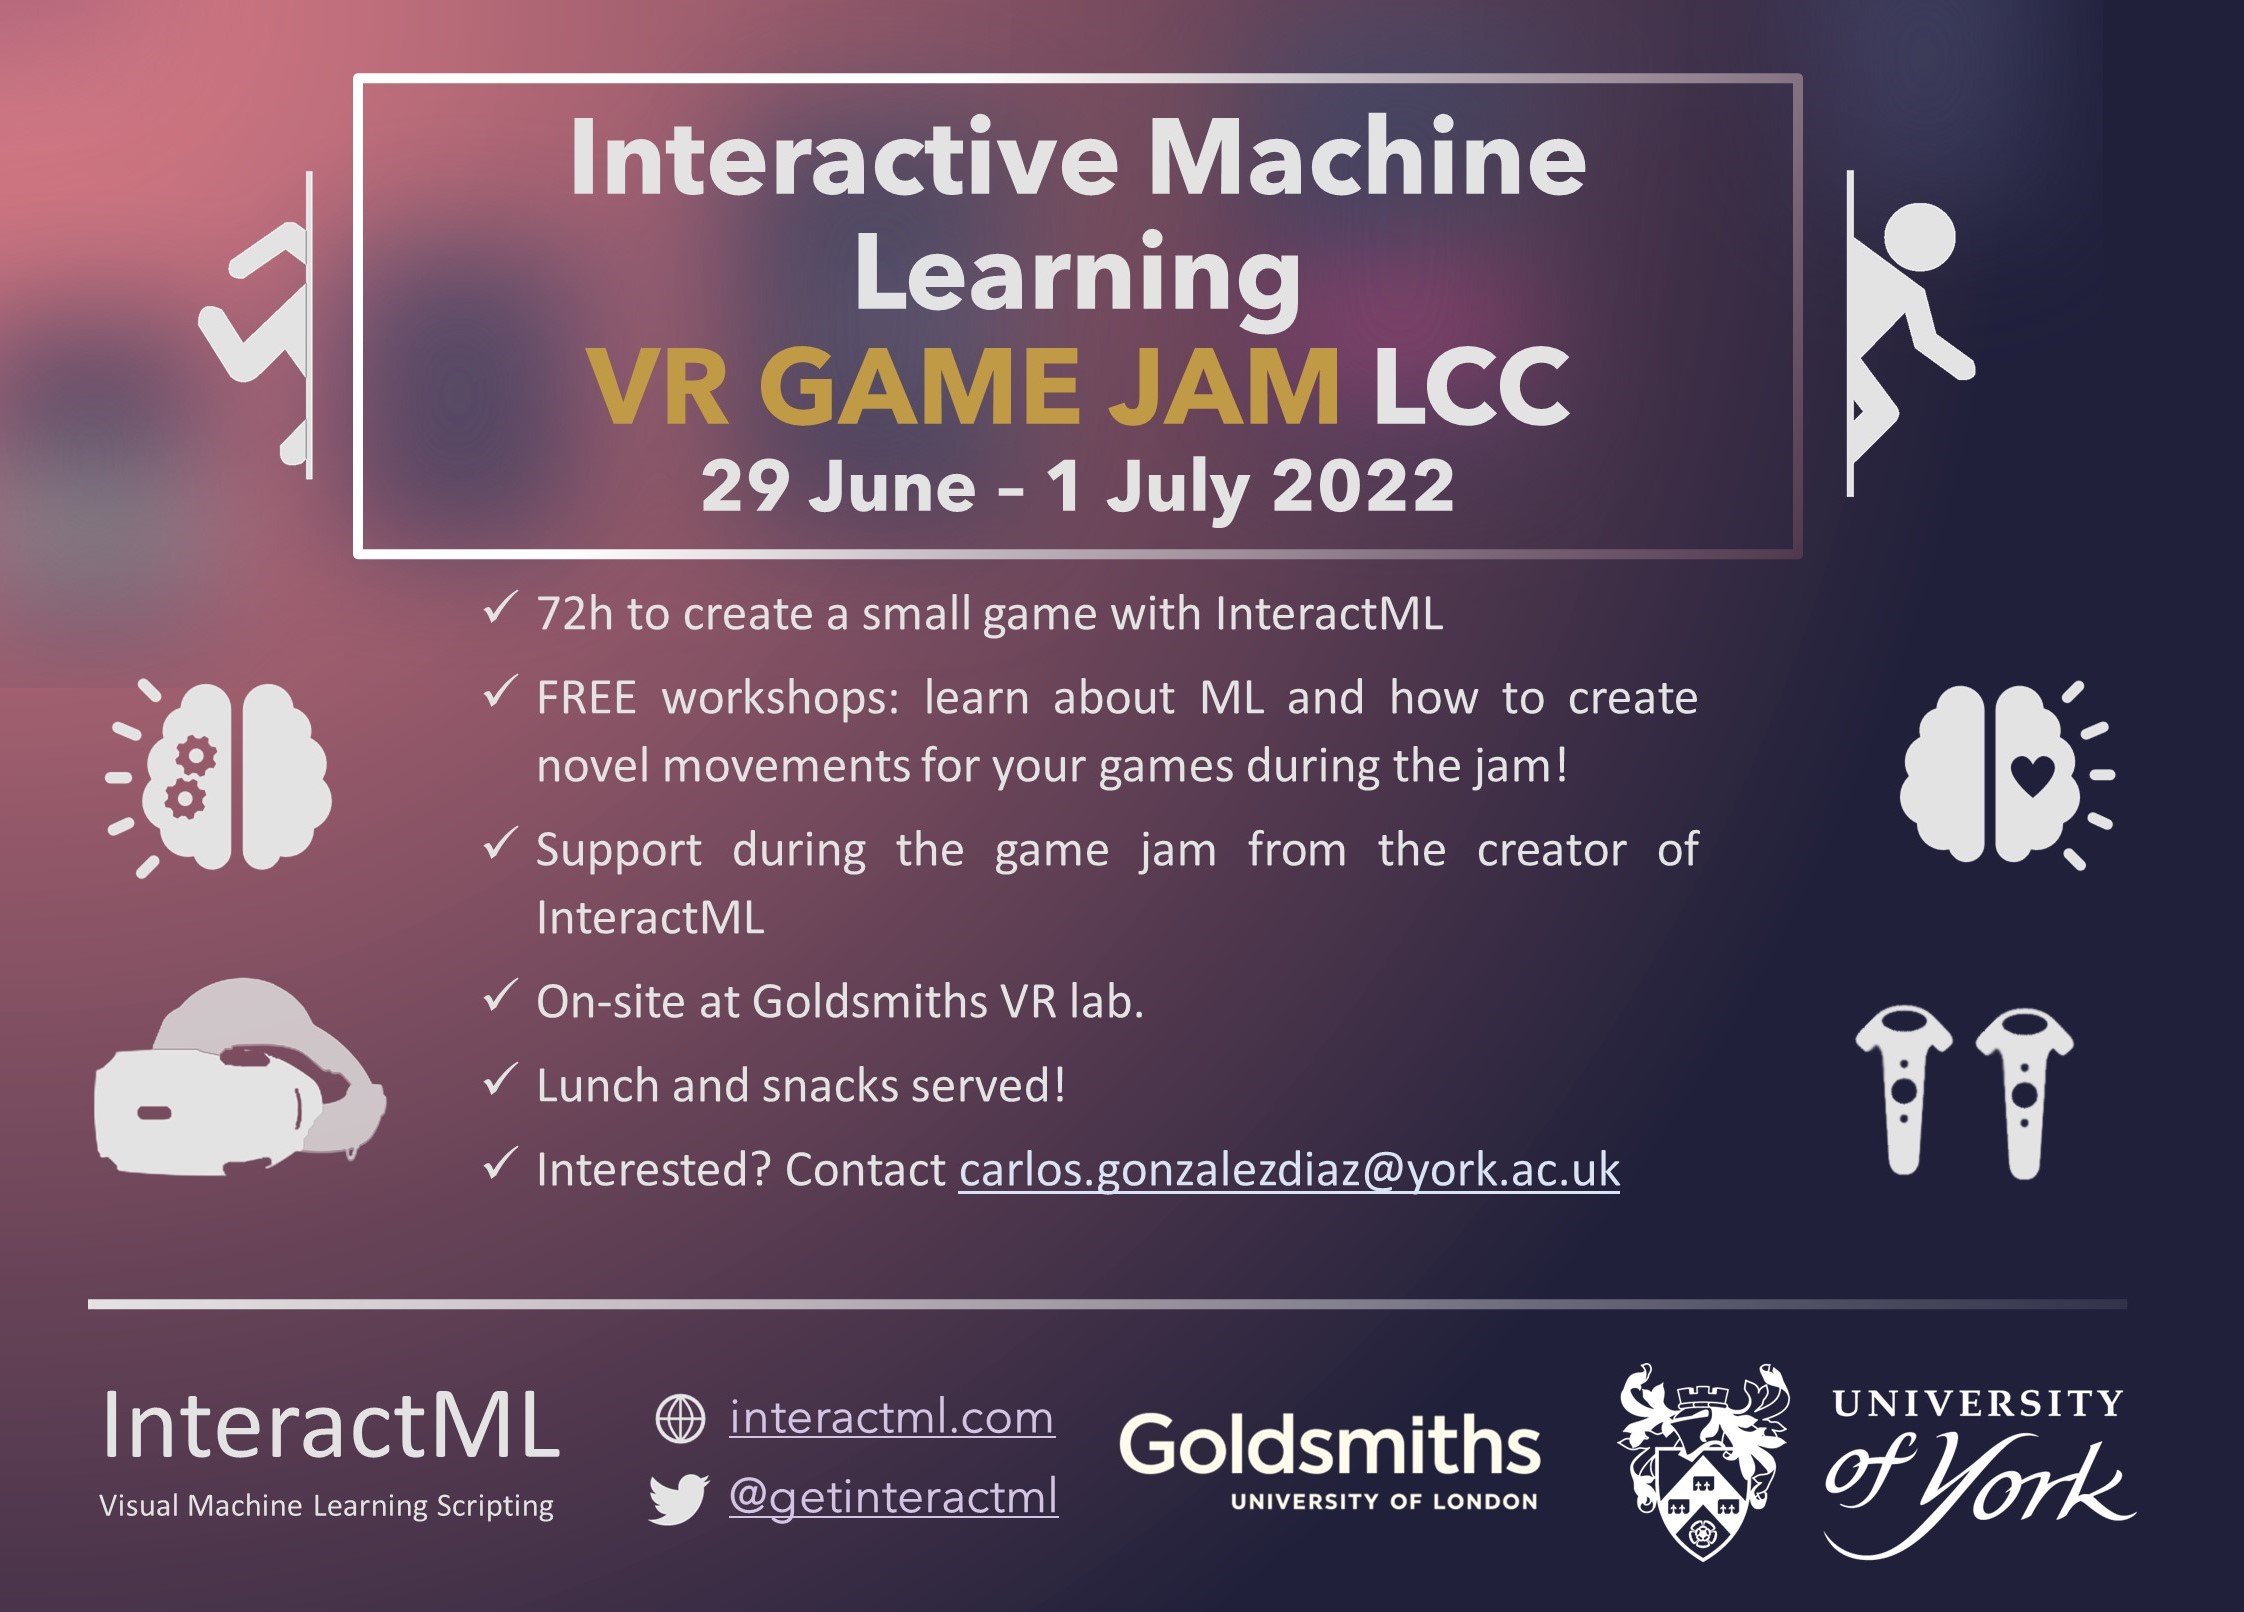 Interactive Machine
Learning
VR GAME JAM LCC
29 June – 1 July 2022
✓ 72h to create a small game with InteractML
✓ FREE workshops: learn about ML and how to create
novel movements for your games during the jam!
✓ Support during the game jam from the creator of
InteractML
✓ On-site at Goldsmiths VR lab.
✓ Lunch and snacks served!
✓ Interested? Contact carlos.gonzalezdiaz@york.ac.uk
InteractML
Visual Machine Learning Scripting
interactml.com
@getinteractml
Goldsmiths
UNIVERSITY OF LONDON
UNIVERSITY
of York